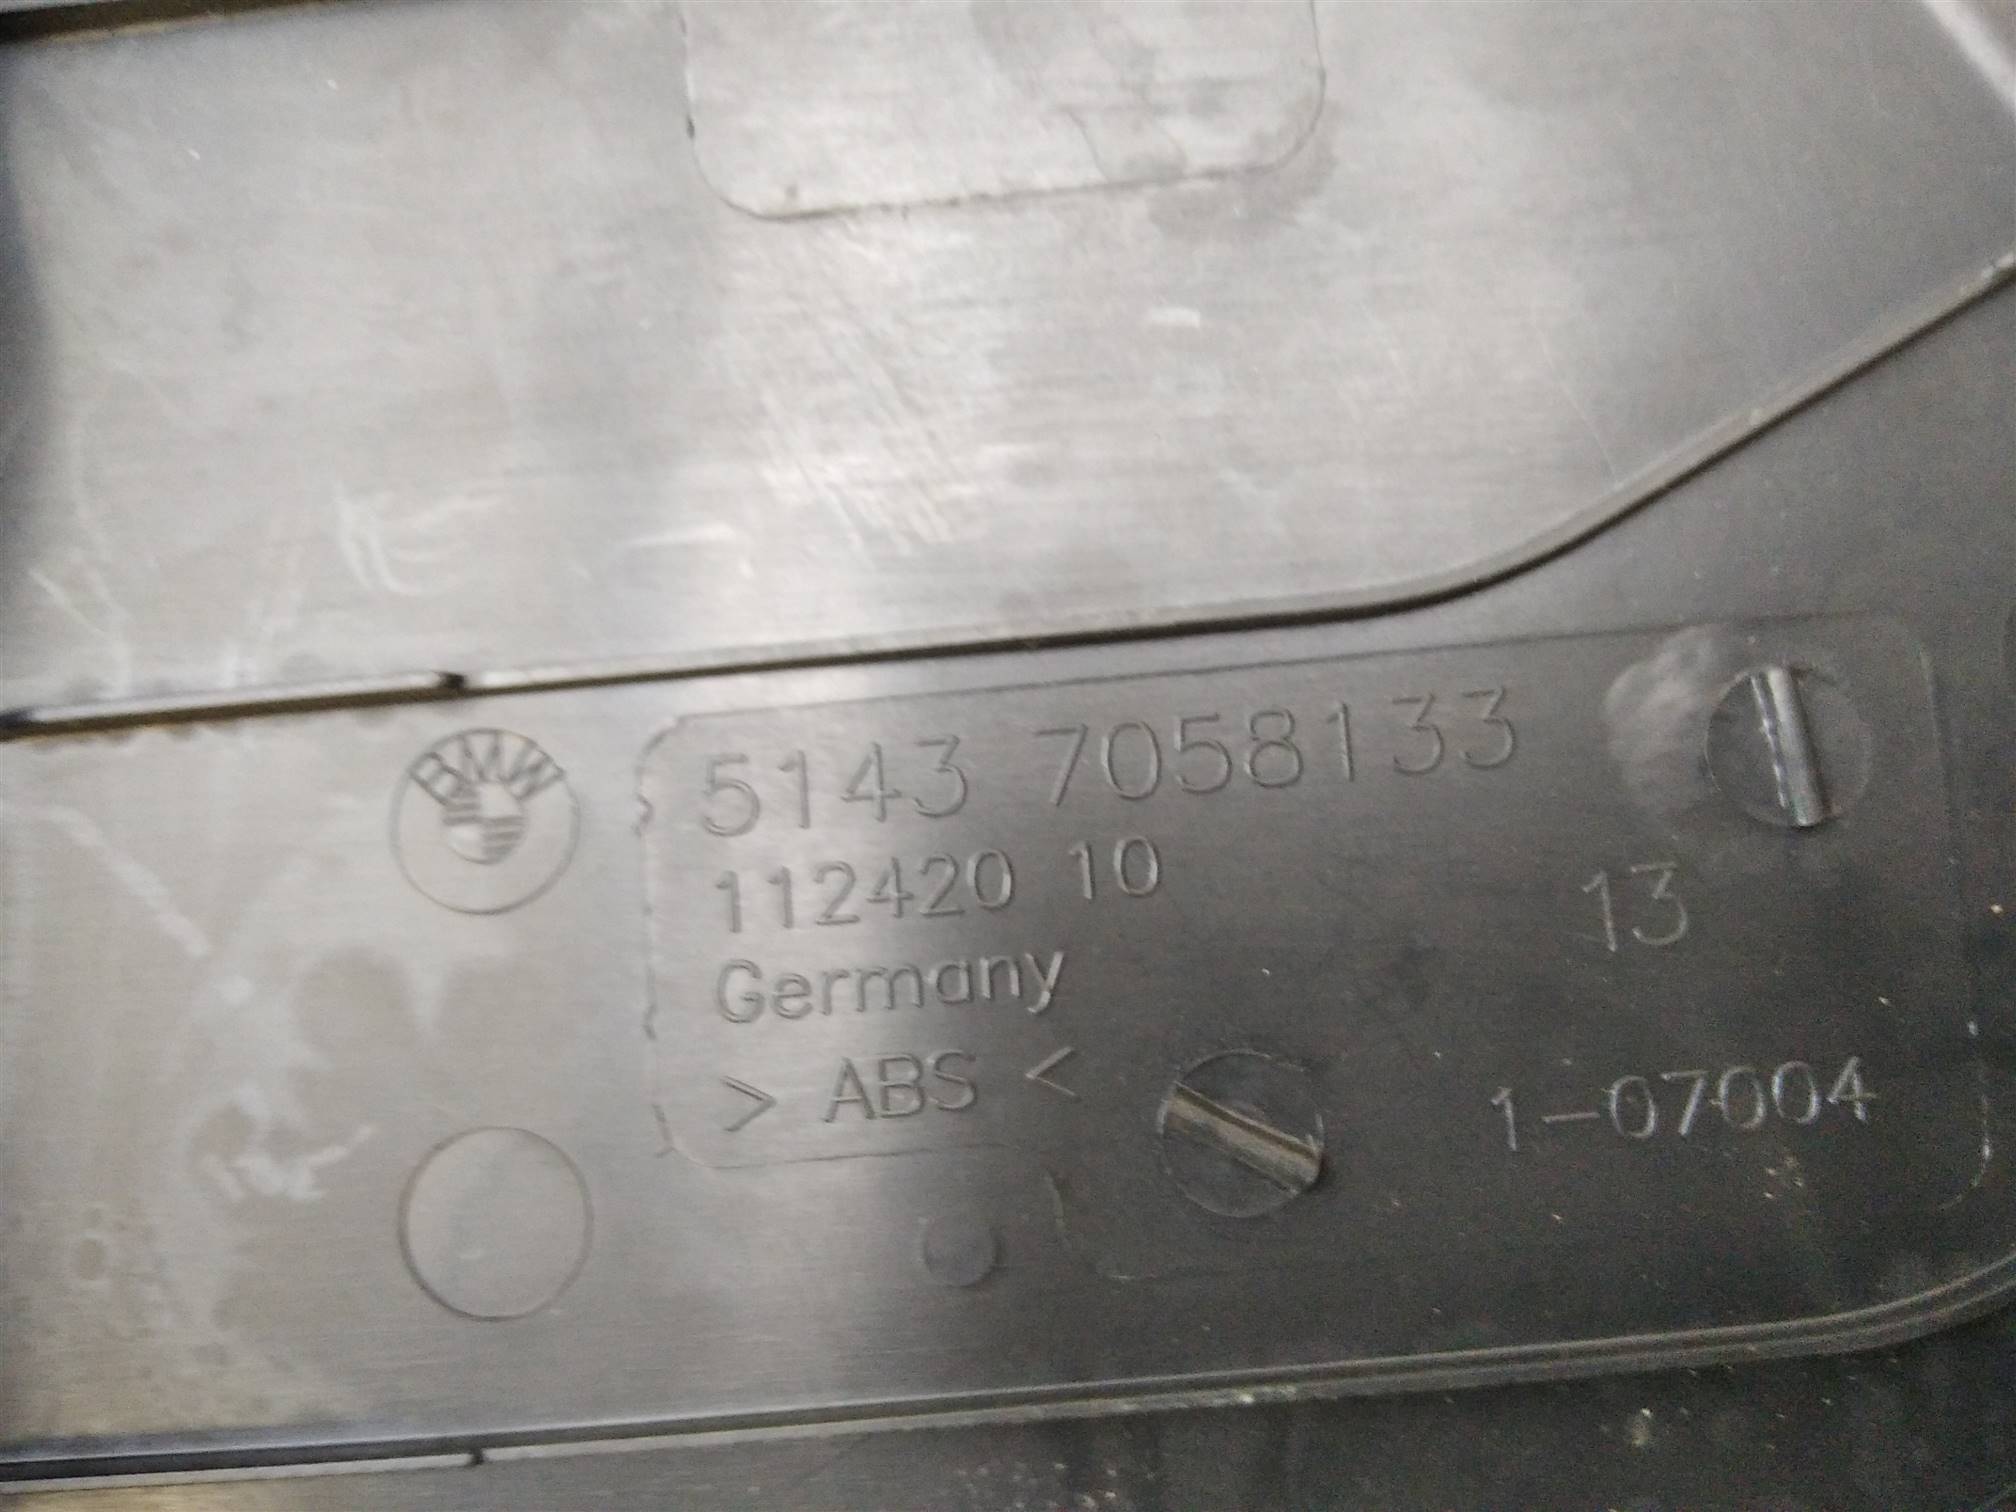 BMW
5143 7058133
112420 10
13
Germany
> ABS <
1-07004